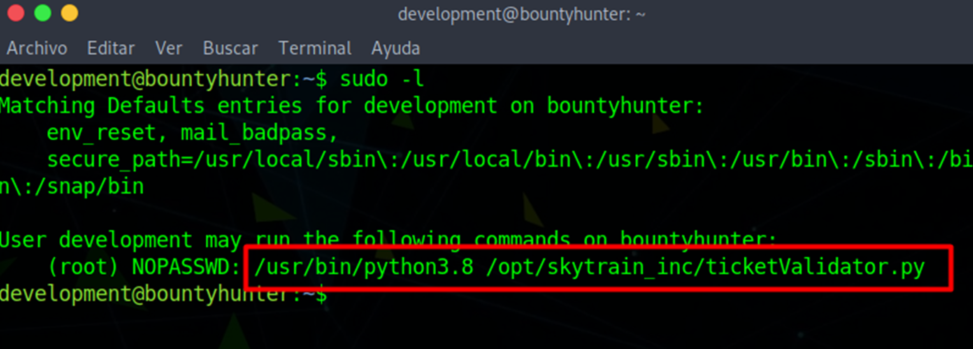 development@bountyhunter: ~
Archivo Editar Ver Buscar Terminal Ayuda
development@bountyhunter:~$ sudo -l
Matching Defaults entries for development on bountyhunter:
    env_reset, mail_badpass,
    secure_path=/usr/local/sbin\:/usr/local/bin\:/usr/sbin\:/usr/bin\:/sbin\:/bi
n\:/snap/bin
User development may run the following commands on bountyhunter:
    (root) NOPASSWD: /usr/bin/python3.8 /opt/skytrain_inc/ticketValidator.py
development@bountyhunter:~$